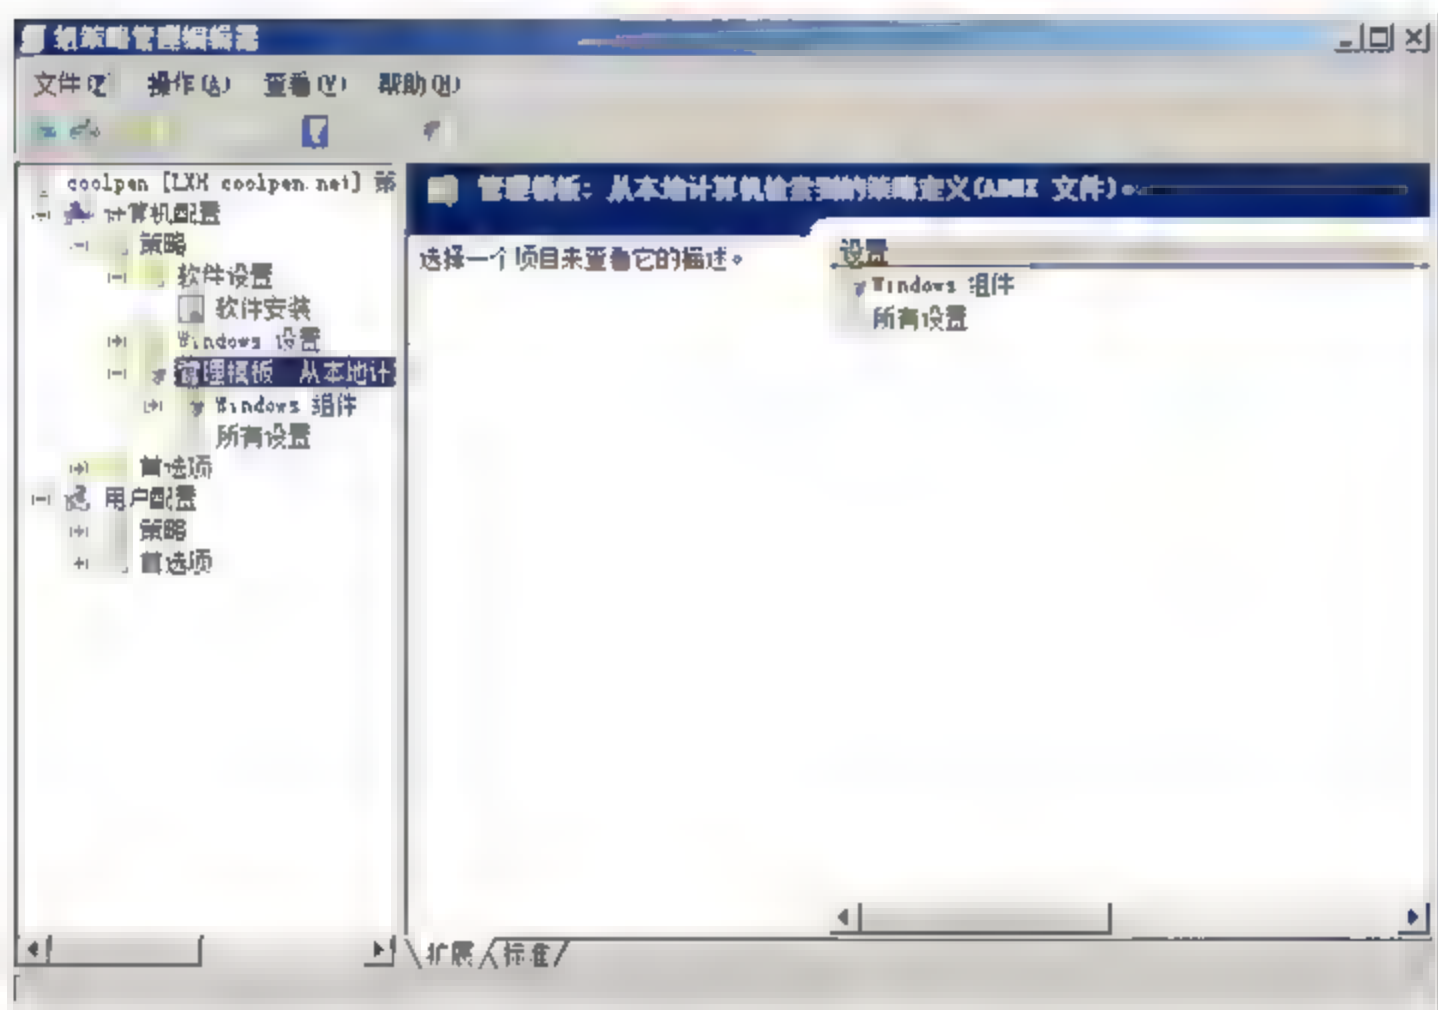 组策略管理编辑器
文件(F) 操作(A) 查看(V) 帮助(H)
coolpen [LXH coolpen.net] 策
计算机配置
策略
软件设置
软件安装
Windows 设置
管理模板 从本地计
Windows 组件
所有设置
首选项
用户配置
策略
首选项
管理模板: 从本地计算机检索到的策略定义(ADMX 文件)。
选择一个项目来查看它的描述。
设置
Windows 组件
所有设置
扩展 标准